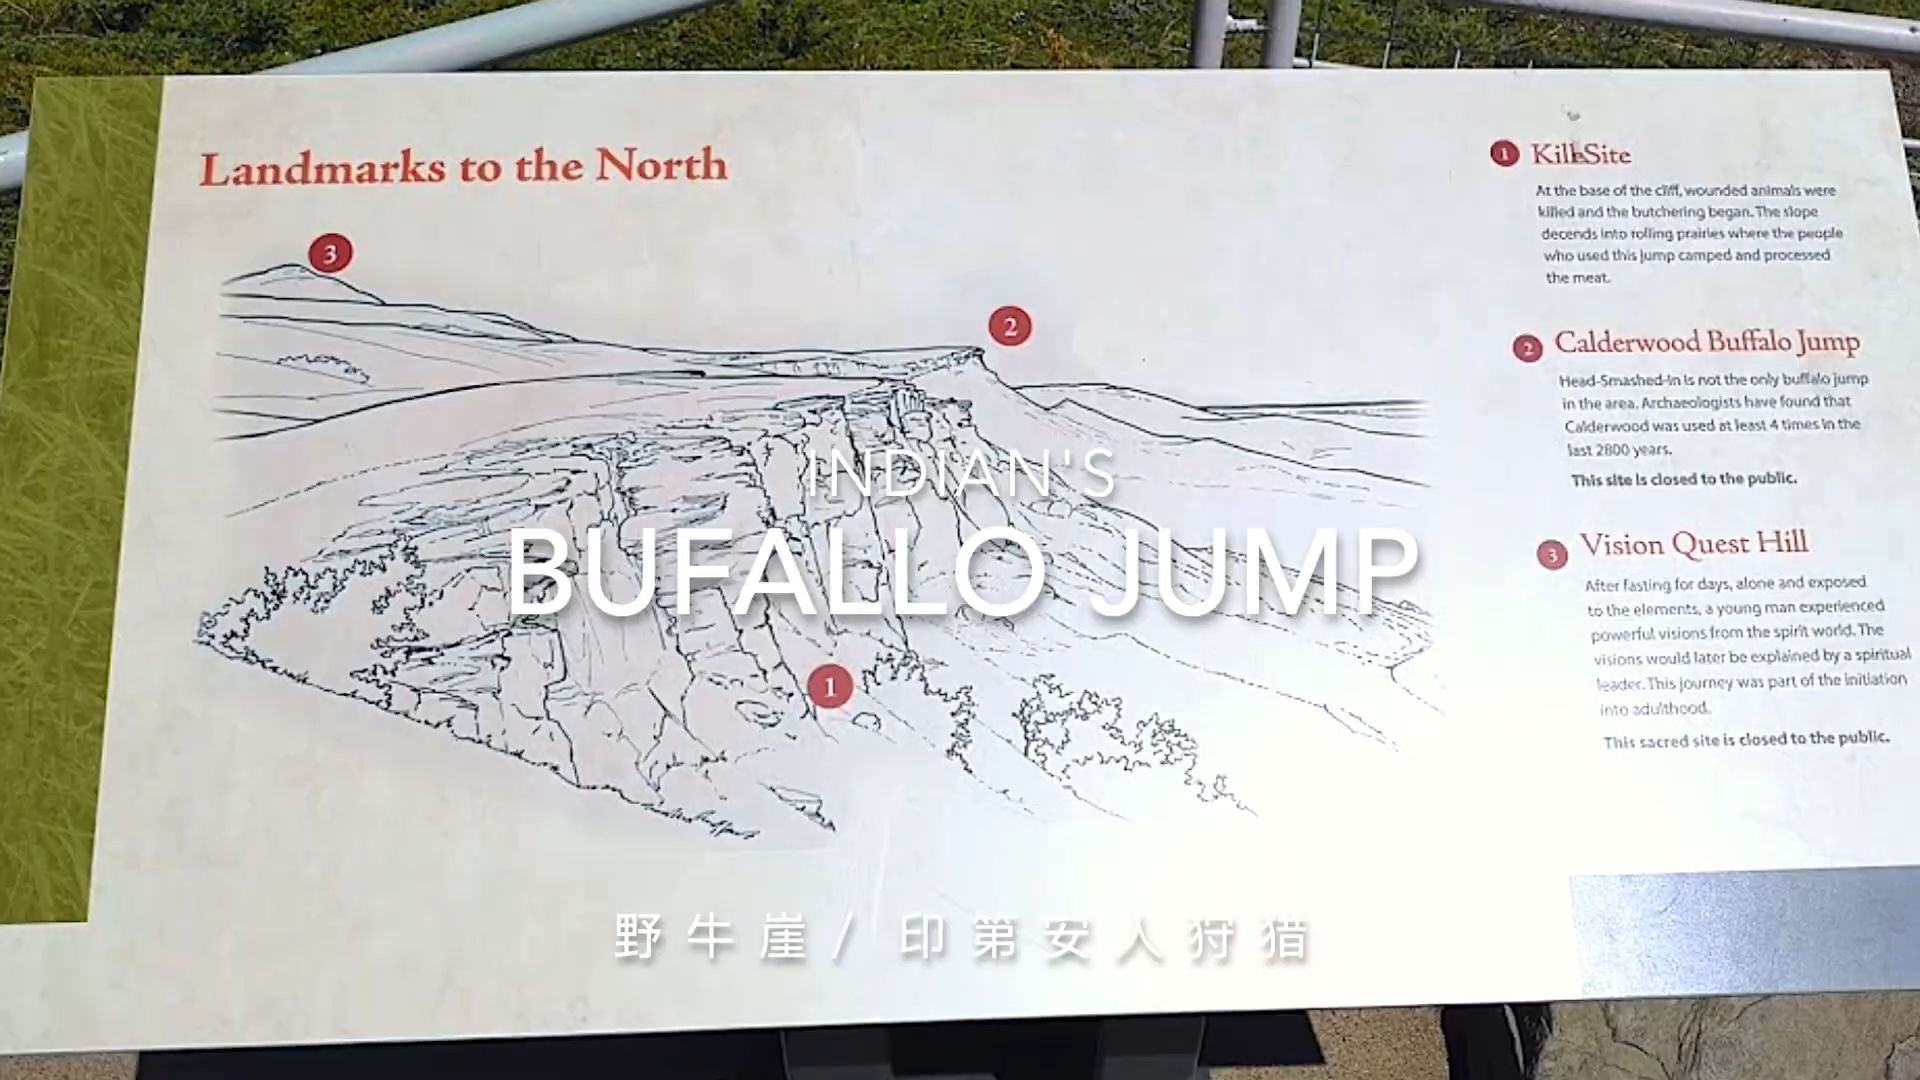 Landmarks to the North
3
2
1
1 Kill Site
At the base of the cliff, wounded animals were
killed and the butchering began. The slope
decends into rolling prairies where the people
who used this jump camped and processed
the meat.
2 Calderwood Buffalo Jump
Head-Smashed-In is not the only buffalo jump
in the area. Archaeologists have found that
Calderwood was used at least 4 times in the
last 2800 years.
This site is closed to the public.
3 Vision Quest Hill
After fasting for days, alone and exposed
to the elements, a young man experienced
powerful visions from the spirit world. The
visions would later be explained by a spiritual
leader. This journey was part of the initiation
into adulthood.
This sacred site is closed to the public.
INDIAN'S
BUFALLO JUMP
野牛崖/ 印第安人狩猎